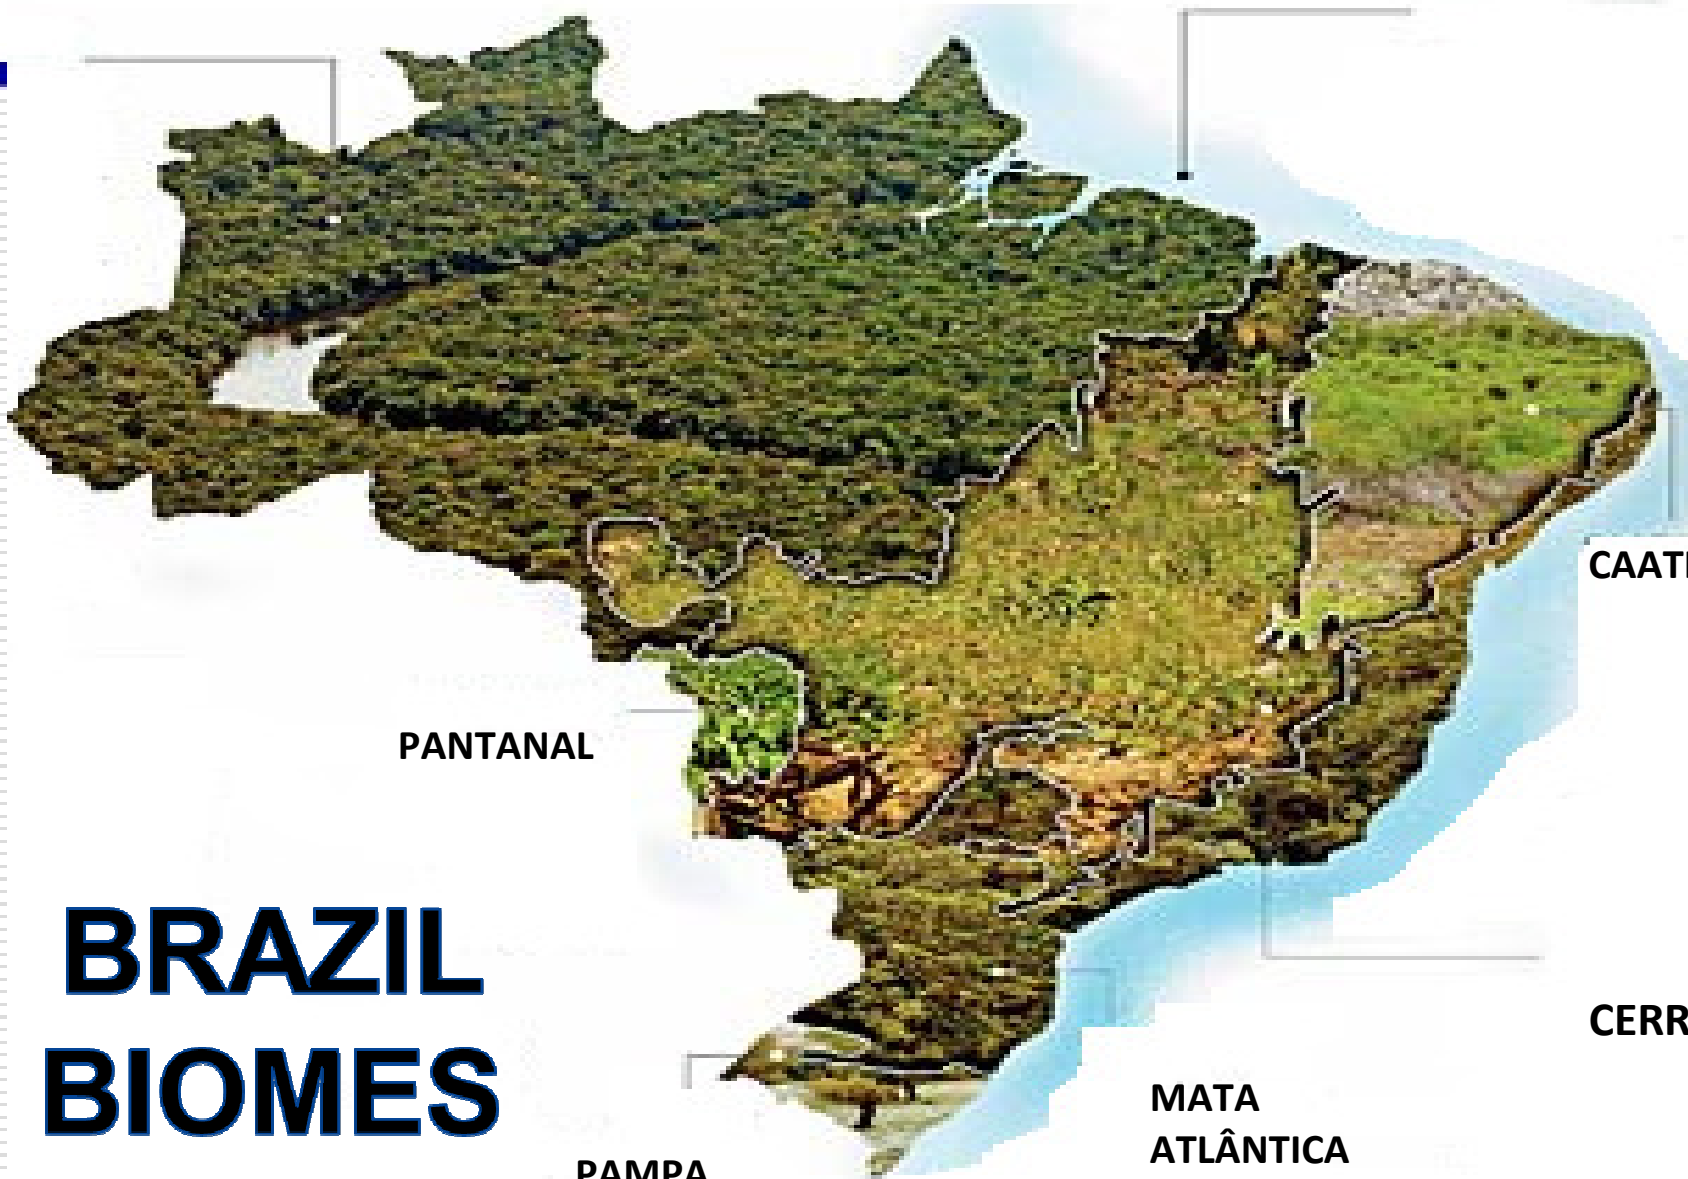 CAATI
PANTANAL
BRAZIL
BIOMES
CERR
MATA
ATLÂNTICA
PAMPA